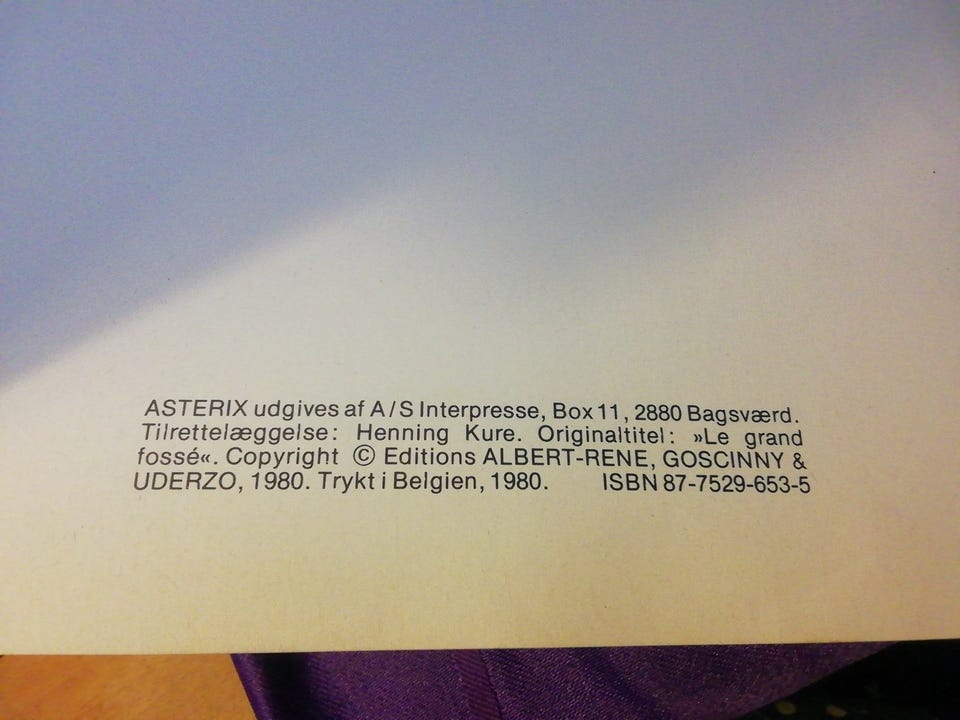 ASTERIX udgives af A/S Interpresse, Box 11, 2880 Bagsværd.
Tilrettelæggelse: Henning Kure. Originaltitel: »Le grand
fossé«. Copyright © Editions ALBERT-RENE, GOSCINNY &
UDERZO, 1980. Trykt i Belgien, 1980. ISBN 87-7529-653-5